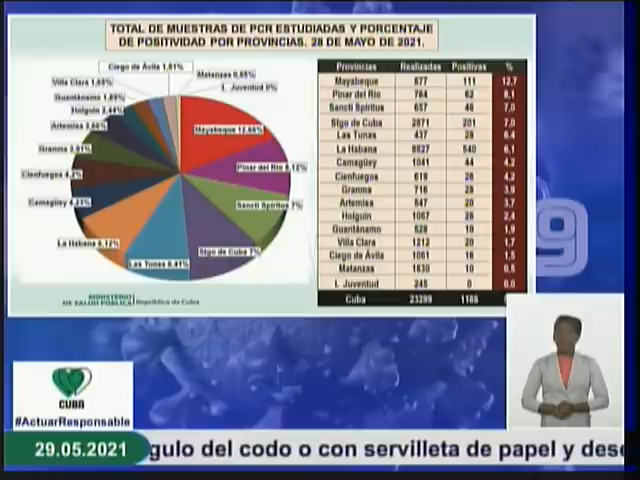 TOTAL DE MUESTRAS DE PCR ESTUDIADAS Y PORCENTAJE
DE POSITIVIDAD POR PROVINCIAS. 28 DE MAYO DE 2021.
Ciego de Ávila 1,51%
Matanzas 0,55%
I. Juventud 0%
Villa Clara 1,65%
Guantánamo 1,89%
Holguín 2,44%
Artemisa 3,66%
Granma 3,91%
Cienfuegos 4,2%
Camagüey 4,23%
La Habana 6,12%
Las Tunas 6.41%
Stgo de Cuba 7%
Sancti Spíritus 7%
Pinar del Río 8,12%
Mayabeque 12.66%
Provincias Realizadas Positivas %
Mayabeque 877 111 12,7
Pinar del Río 764 62 8,1
Sancti Spíritus 657 46 7,0
Stgo de Cuba 2871 201 7,0
Las Tunas 437 28 6.4
La Habana 8827 540 6,1
Camagüey 1041 44 4,2
Cienfuegos 619 26 4,2
Granma 716 28 3,9
Artemisa 547 20 3,7
Holguín 1067 26 2,4
Guantánamo 528 10 1,9
Villa Clara 1212 20 1,7
Ciego de Ávila 1061 16 1,5
Matanzas 1830 10 0,5
I. Juventud 245 0 0.0
Cuba 23299 1188
MINISTERIO
DE SALUD PÚBLICA República de Cuba
9
CUBA
#ActuarResponsable
29.05.2021 gulo del codo o con servilleta de papel y des